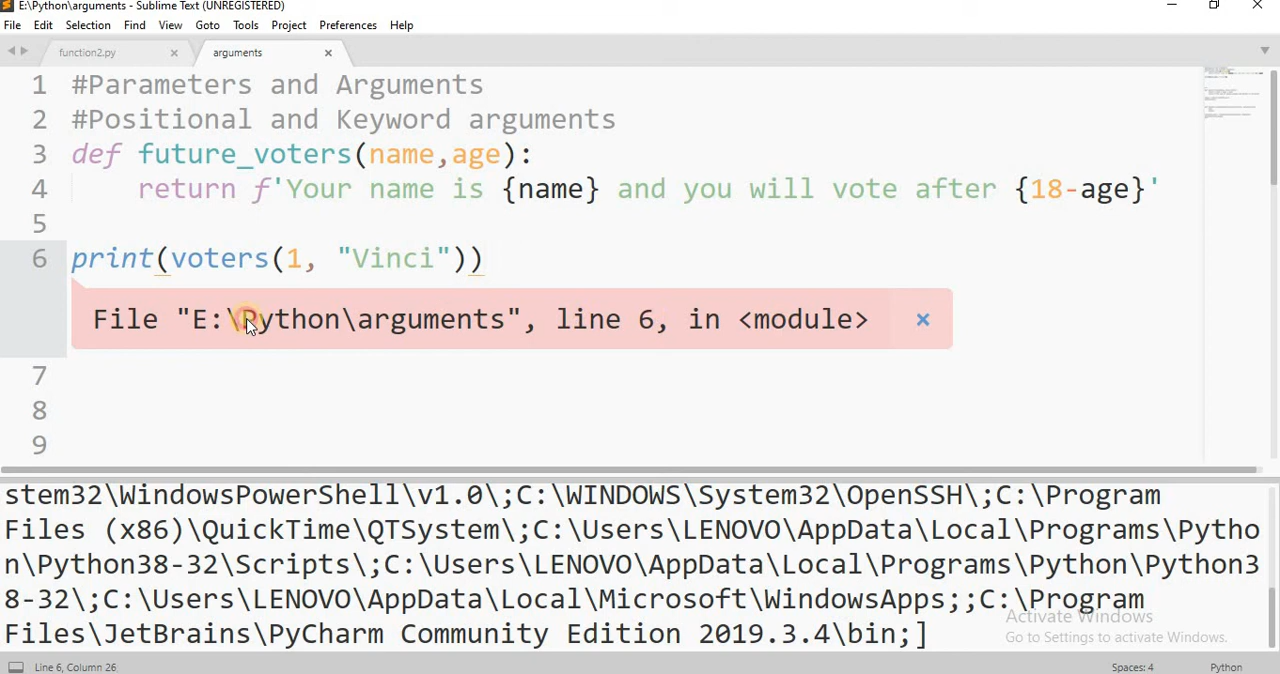 E:\Python\arguments - Sublime Text (UNREGISTERED)
File Edit Selection Find View Goto Tools Project Preferences Help
function2.py × arguments ×
1 #Parameters and Arguments
2 #Positional and Keyword arguments
3 def future_voters(name,age):
4 return f'Your name is {name} and you will vote after {18-age}'
5
6 print(voters(1, "Vinci"))
File "E:\Python\arguments", line 6, in <module> ×
7
8
9
stem32\WindowsPowerShell\v1.0\;C:\WINDOWS\System32\OpenSSH\;C:\Program
Files (x86)\QuickTime\QTSystem\;C:\Users\LENOVO\AppData\Local\Programs\Pytho
n\Python38-32\Scripts\;C:\Users\LENOVO\AppData\Local\Programs\Python\Python3
8-32\;C:\Users\LENOVO\AppData\Local\Microsoft\WindowsApps;;C:\Program
Files\JetBrains\PyCharm Community Edition 2019.3.4\bin;]
Activate Windows
Go to Settings to activate Windows.
Line 6, Column 26 Spaces: 4 Python